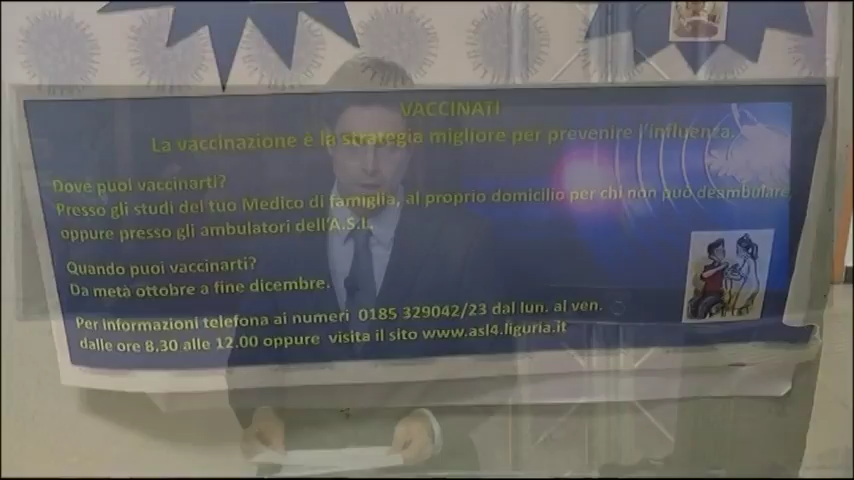 VACCINATI
La vaccinazione è la strategia migliore per prevenire l'influenza.
Dove puoi vaccinarti?
Presso gli studi del tuo Medico di famiglia, al proprio domicilio per chi non può deambulare,
oppure presso gli ambulatori dell'A.S.L.
Quando puoi vaccinarti?
Da metà ottobre a fine dicembre.
Per informazioni telefona ai numeri 0185 329042/23 dal lun. al ven.
dalle ore 8,30 alle 12.00 oppure visita il sito www.asl4.liguria.it